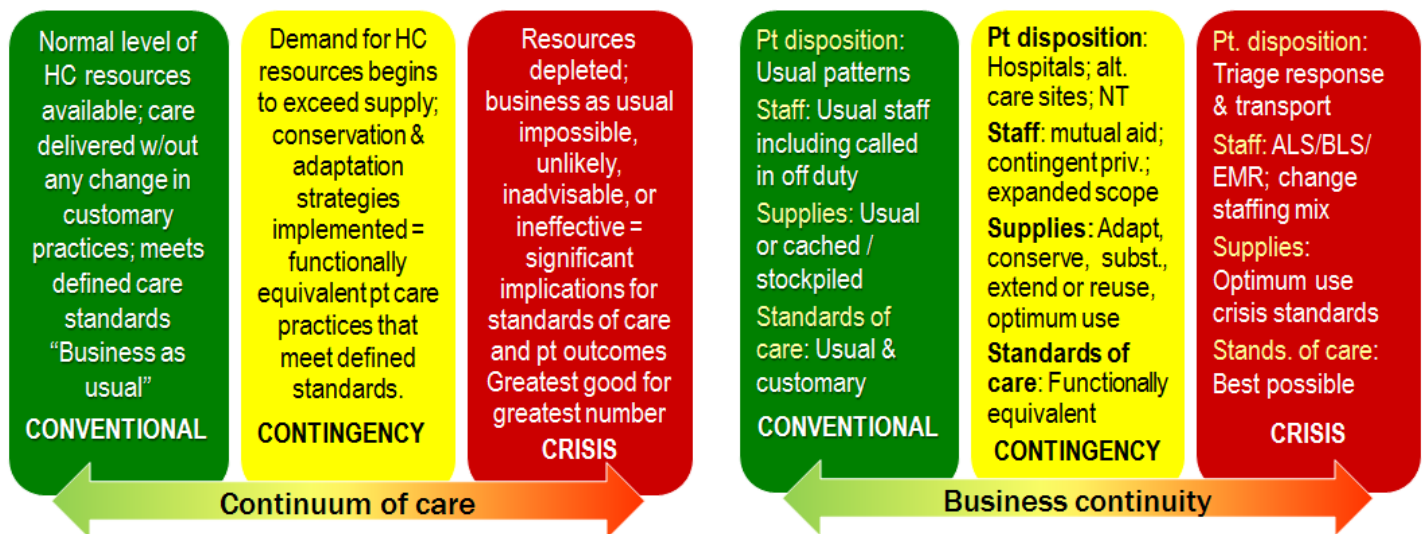 Normal level of
HC resources
available; care
delivered w/out
any change in
customary
practices; meets
defined care
standards
“Business as
usual”
CONVENTIONAL
Demand for HC
resources begins
to exceed supply;
conservation &
adaptation
strategies
implemented =
functionally
equivalent pt care
practices that
meet defined
standards.
CONTINGENCY
Resources
depleted;
business as usual
impossible,
unlikely,
inadvisable, or
ineffective =
significant
implications for
standards of care
and pt outcomes
Greatest good for
greatest number
CRISIS
Continuum of care
Pt disposition:
Usual patterns
Staff: Usual staff
including called
in off duty
Supplies: Usual
or cached /
stockpiled
Standards of
care: Usual &
customary
CONVENTIONAL
Pt disposition:
Hospitals; alt.
care sites; NT
Staff: mutual aid;
contingent priv.;
expanded scope
Supplies: Adapt,
conserve, subst.,
extend or reuse,
optimum use
Standards of
care: Functionally
equivalent
CONTINGENCY
Pt. disposition:
Triage response
& transport
Staff: ALS/BLS/
EMR; change
staffing mix
Supplies:
Optimum use
crisis standards
Stands. of care:
Best possible
CRISIS
Business continuity